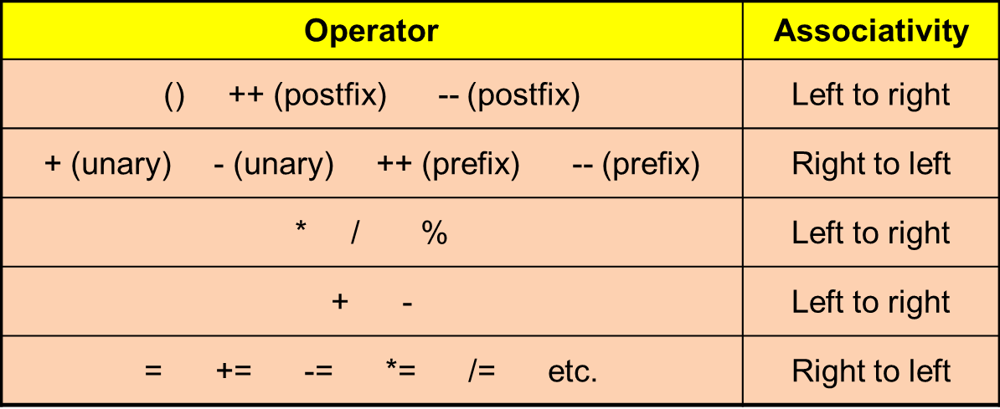 Operator Associativity
() ++ (postfix) -- (postfix) Left to right
+ (unary) - (unary) ++ (prefix) -- (prefix) Right to left
* / % Left to right
+ - Left to right
= += -= *= /= etc. Right to left